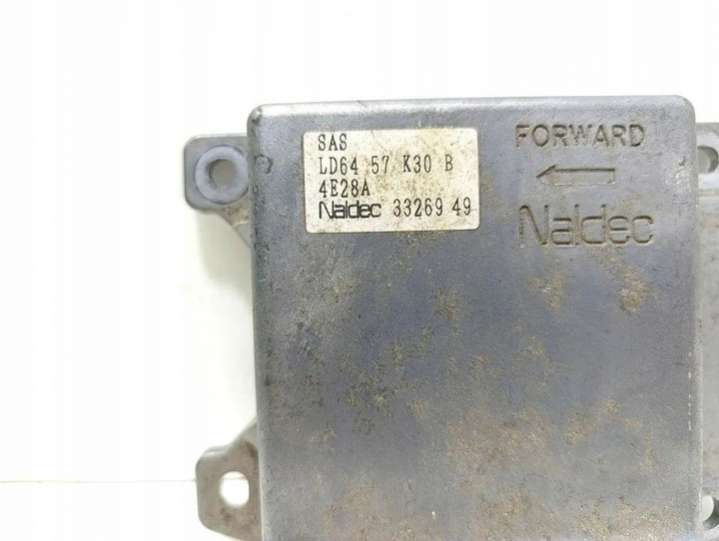 SAS
LD64 57 K30 B
4E28A
Naldec 33269 49
FORWARD
Naldec